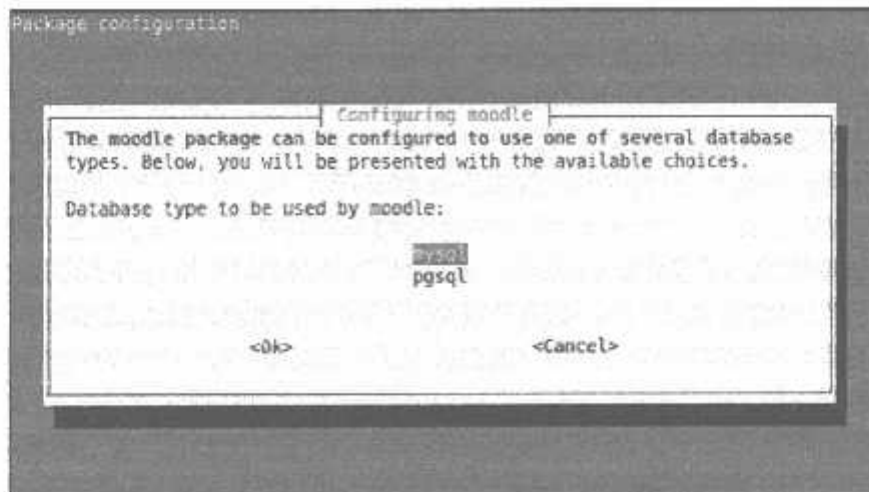 Package configuration
Configuring moodle
The moodle package can be configured to use one of several database
types. Below, you will be presented with the available choices.
Database type to be used by moodle:
mysql
pgsql
<Ok> <Cancel>